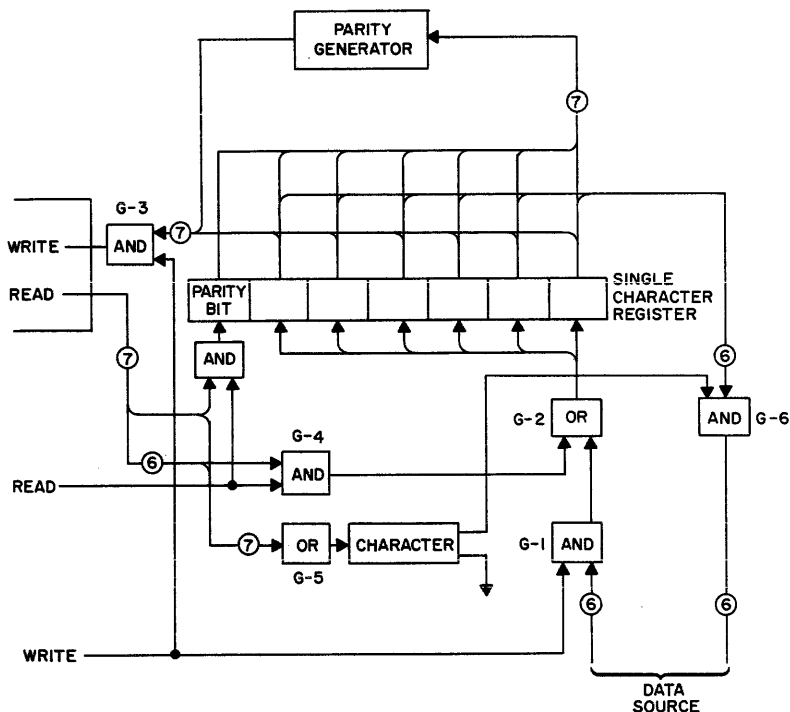 PARITY
GENERATOR
7
G-3
7
WRITE
AND
READ
PARITY
BIT
SINGLE
CHARACTER
REGISTER
7
AND
6
G-2
OR
AND
G-6
G-4
6
AND
READ
7
OR
CHARACTER
G-1
AND
G-5
6
6
WRITE
DATA
SOURCE